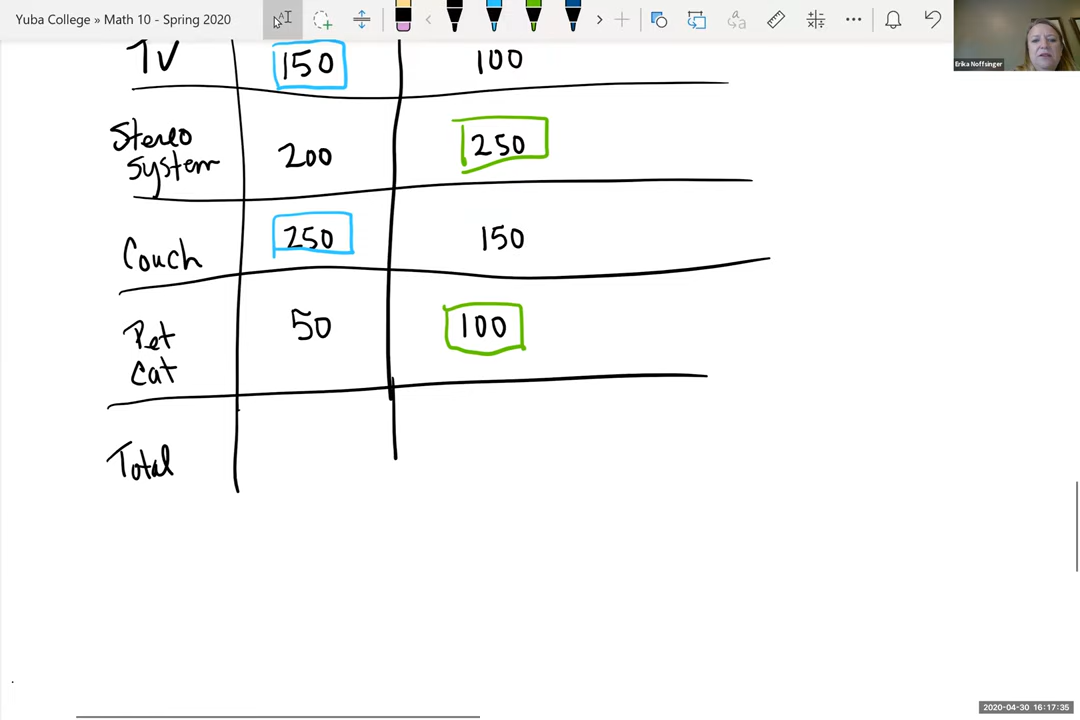 Yuba College » Math 10 - Spring 2020
Erika Noffsinger
TV 150 100
Stereo
System 200 250
Couch 250 150
Pet
Cat 50 100
Total
2020-04-30 16:17:35